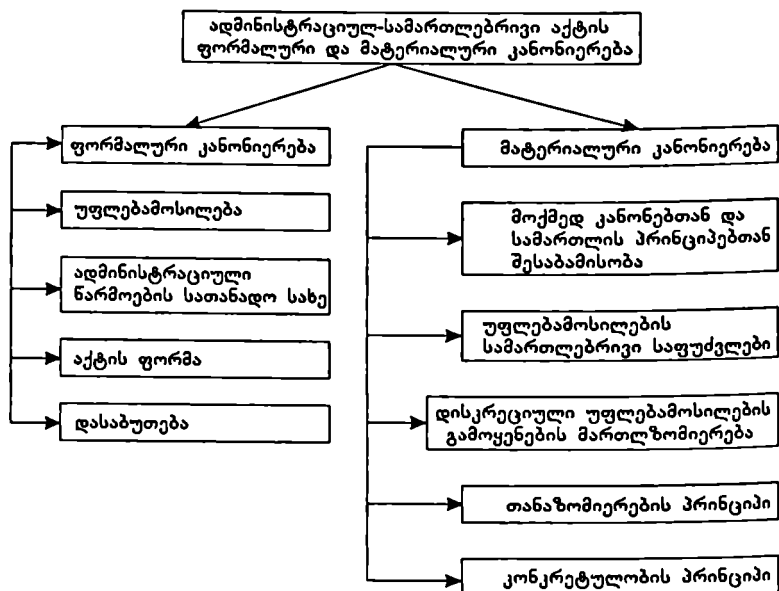 ადმინისტრაციულ-სამართლებრივი აქტის
ფორმალური და მატერიალური კანონიერება
ფორმალური კანონიერება
უფლებამოსილება
ადმინისტრაციული
წარმოების სათანადო სახე
აქტის ფორმა
დასაბუთება
მატერიალური კანონიერება
მოქმედ კანონებთან და
სამართლის პრინციპებთან
შესაბამისობა
უფლებამოსილების
სამართლებრივი საფუძვლები
დისკრეციული უფლებამოსილების
გამოყენების მართლზომიერება
თანაზომიერების პრინციპი
კონკრეტულობის პრინციპი